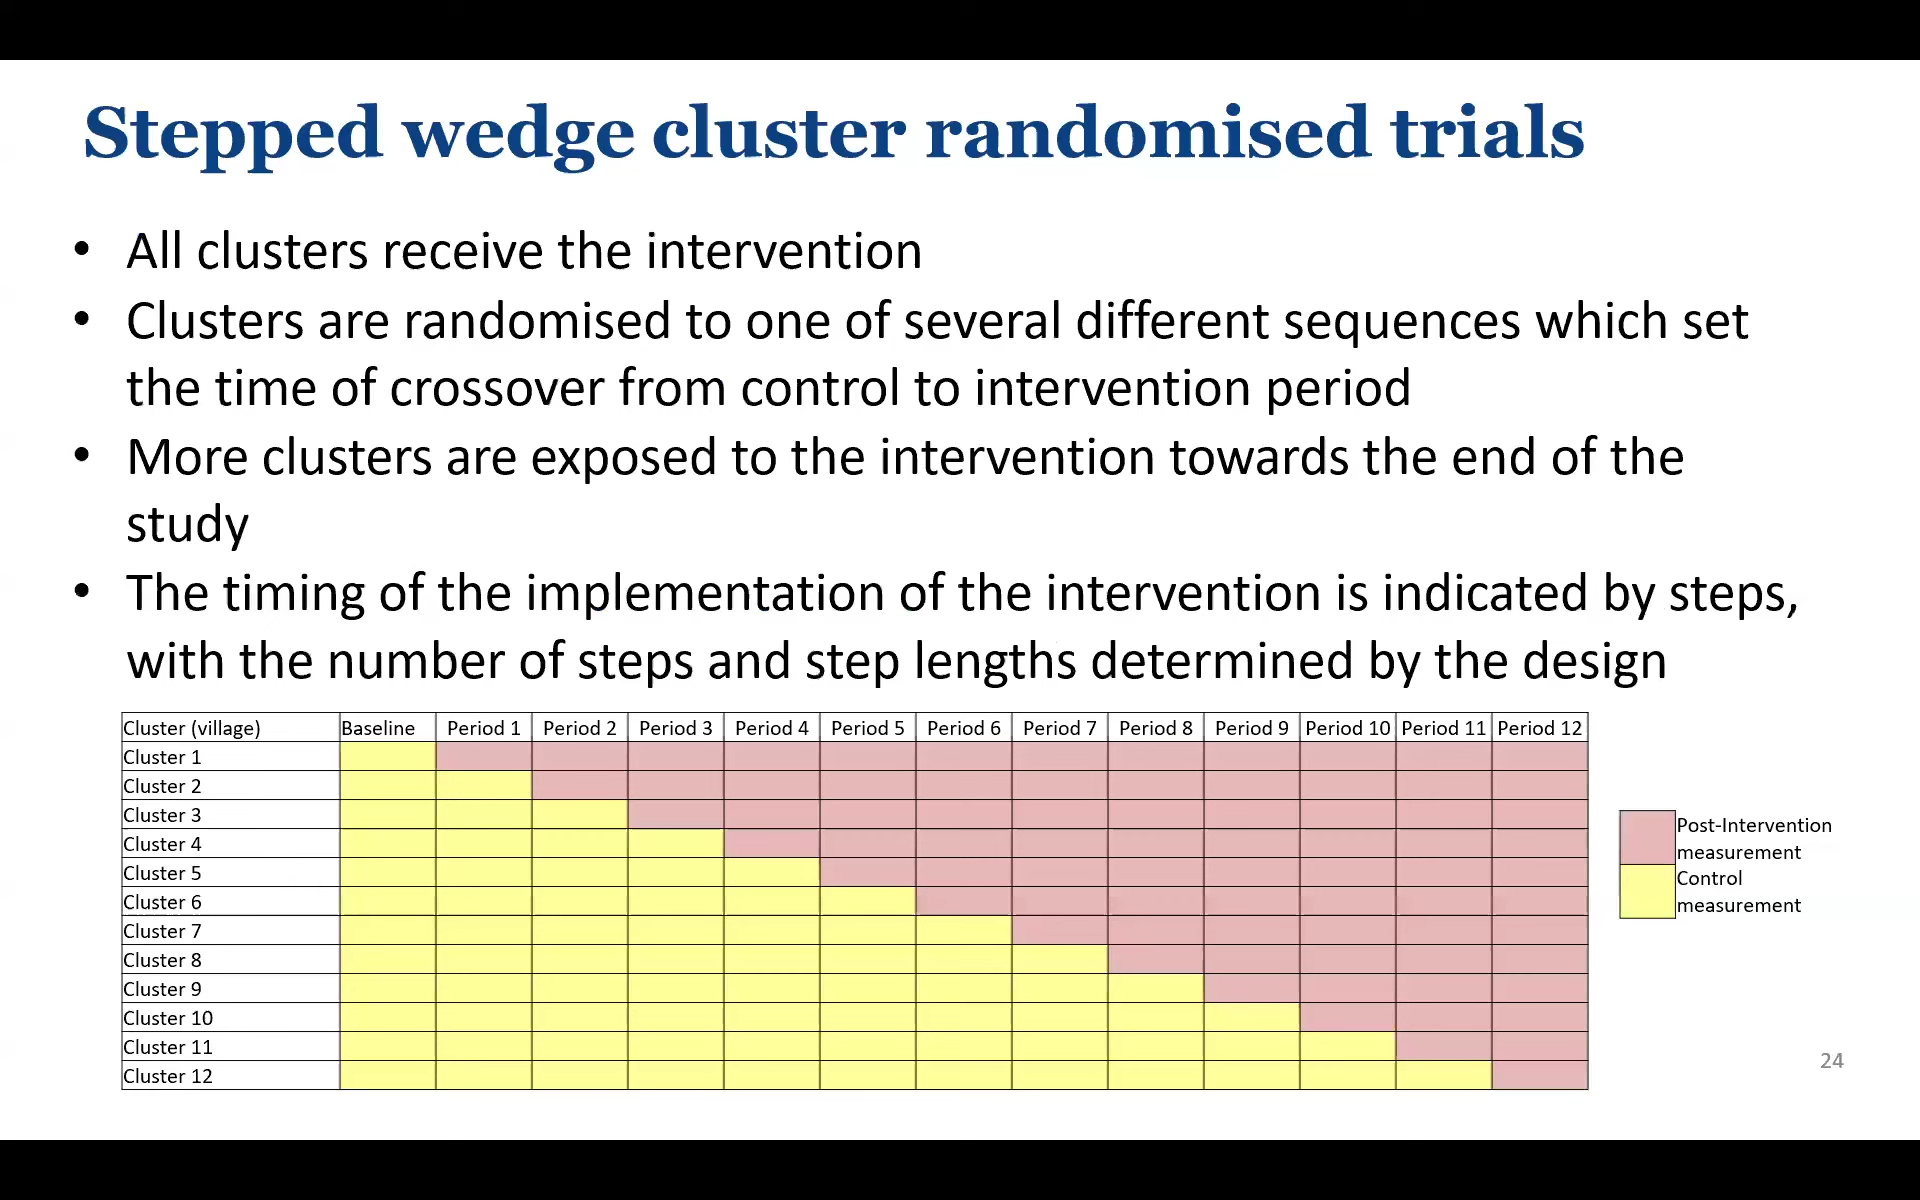 Stepped wedge cluster randomised trials
• All clusters receive the intervention
• Clusters are randomised to one of several different sequences which set
the time of crossover from control to intervention period
• More clusters are exposed to the intervention towards the end of the
study
• The timing of the implementation of the intervention is indicated by steps,
with the number of steps and step lengths determined by the design
Cluster (village) Baseline Period 1 Period 2 Period 3 Period 4 Period 5 Period 6 Period 7 Period 8 Period 9 Period 10 Period 11 Period 12
Cluster 1
Cluster 2
Cluster 3
Cluster 4
Cluster 5
Cluster 6
Cluster 7
Cluster 8
Cluster 9
Cluster 10
Cluster 11
Cluster 12
Post-Intervention
measurement
Control
measurement
24